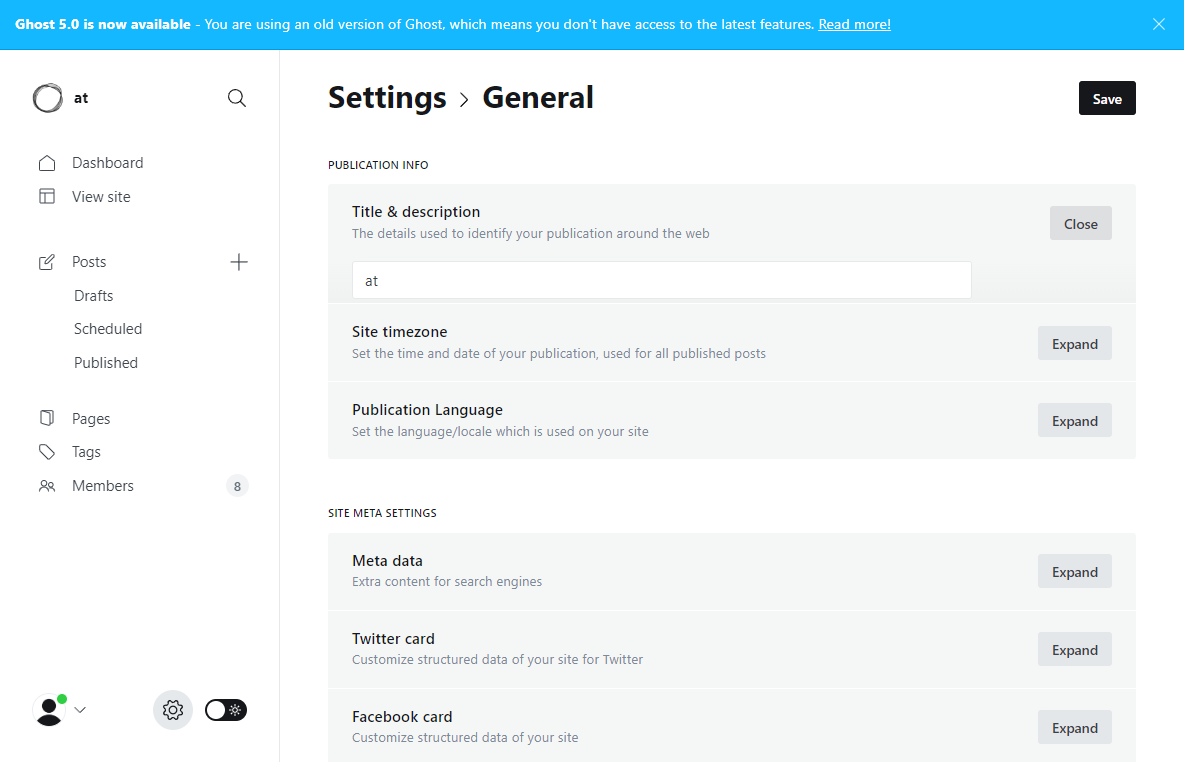 Ghost 5.0 is now available - You are using an old version of Ghost, which means you don't have access to the latest features. Read more!
at
Dashboard
View site
Posts
Drafts
Scheduled
Published
Pages
Tags
Members 8
Settings > General
Save
PUBLICATION INFO
Title & description
The details used to identify your publication around the web
Close
at
Site timezone
Set the time and date of your publication, used for all published posts
Expand
Publication Language
Set the language/locale which is used on your site
Expand
SITE META SETTINGS
Meta data
Extra content for search engines
Expand
Twitter card
Customize structured data of your site for Twitter
Expand
Facebook card
Customize structured data of your site
Expand